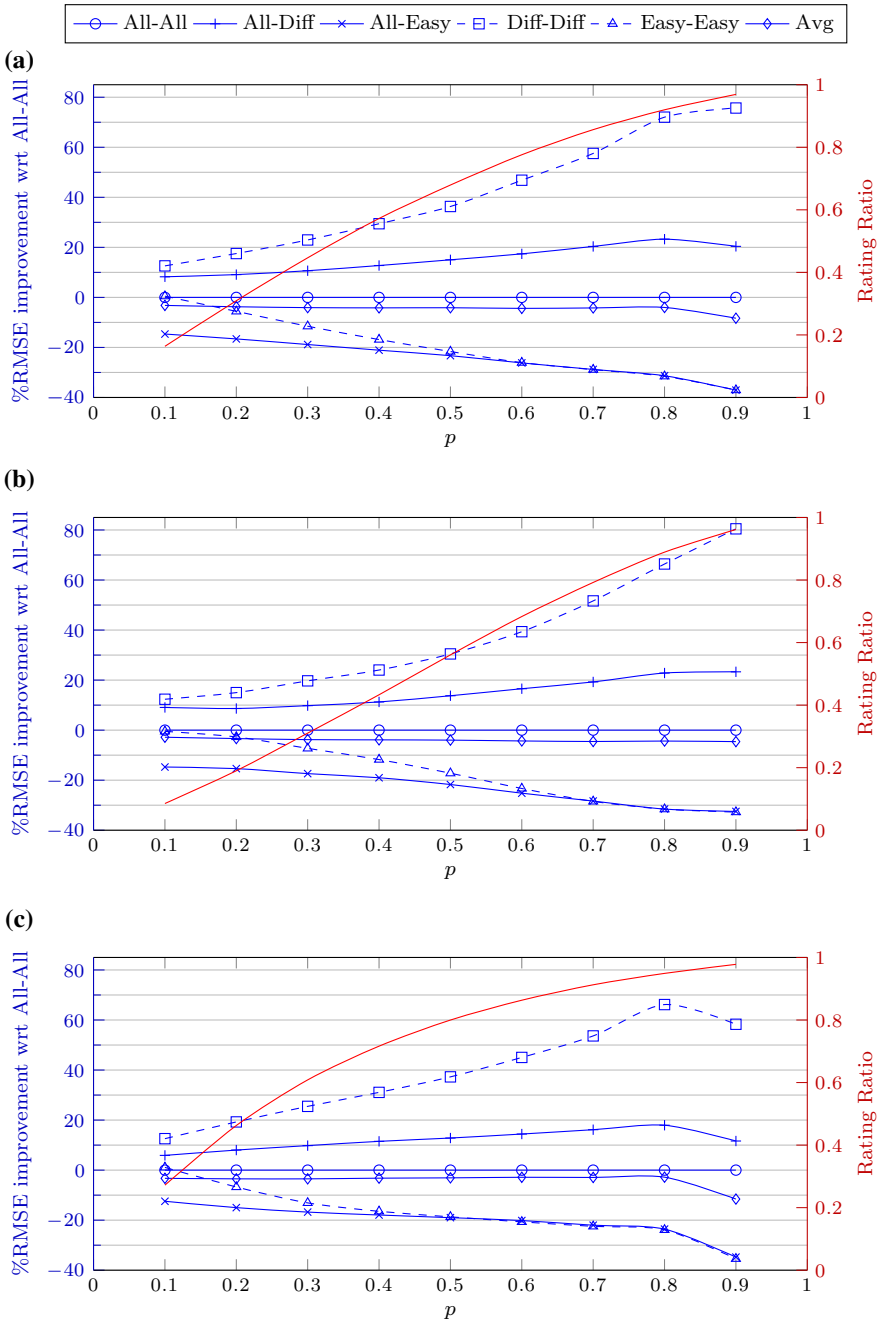 All-All All-Diff All-Easy Diff-Diff Easy-Easy Avg
(a)
%RMSE improvement wrt All-All
80
60
40
20
0
−20
−40
0 0.1 0.2 0.3 0.4 0.5 0.6 0.7 0.8 0.9 1
p
1
0.8
0.6
0.4
0.2
0
Rating Ratio
(b)
%RMSE improvement wrt All-All
80
60
40
20
0
−20
−40
0 0.1 0.2 0.3 0.4 0.5 0.6 0.7 0.8 0.9 1
p
1
0.8
0.6
0.4
0.2
0
Rating Ratio
(c)
%RMSE improvement wrt All-All
80
60
40
20
0
−20
−40
0 0.1 0.2 0.3 0.4 0.5 0.6 0.7 0.8 0.9 1
p
1
0.8
0.6
0.4
0.2
0
Rating Ratio